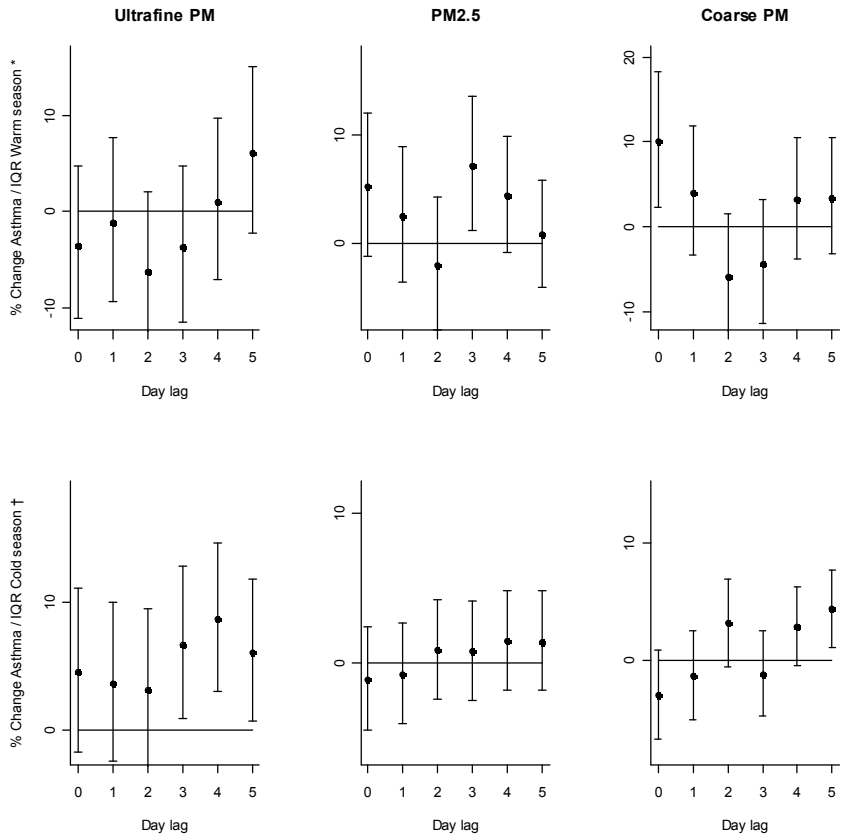 Ultrafine PM
PM2.5
Coarse PM
% Change Asthma / IQR Warm season *
-10
0
10
0 1 2 3 4 5
Day lag
0
10
0 1 2 3 4 5
Day lag
-10
0
10
20
0 1 2 3 4 5
Day lag
% Change Asthma / IQR Cold season †
0
10
0 1 2 3 4 5
Day lag
0
10
0 1 2 3 4 5
Day lag
0
10
0 1 2 3 4 5
Day lag